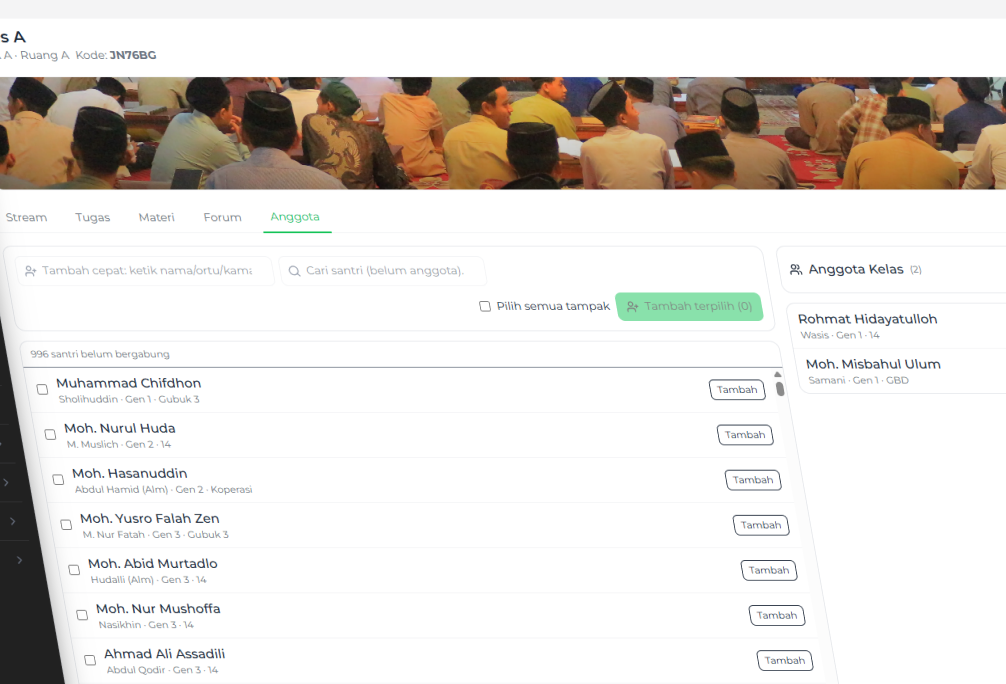 s A
A · Ruang A Kode: JN76BG
Stream Tugas Materi Forum Anggota
Tambah cepat: ketik nama/ortu/kama
Cari santri (belum anggota).
Pilih semua tampak
Tambah terpilih (0)
996 santri belum bergabung
Muhammad Chifdhon
Sholihuddin · Gen 1 · Gubuk 3
Tambah
Moh. Nurul Huda
M. Muslich · Gen 2 · 14
Tambah
Moh. Hasanuddin
Abdul Hamid (Alm) · Gen 2 · Koperasi
Tambah
Moh. Yusro Falah Zen
M. Nur Fatah · Gen 3 · Gubuk 3
Tambah
Moh. Abid Murtadlo
Hudalli (Alm) · Gen 3 · 14
Tambah
Moh. Nur Mushoffa
Nasikhin · Gen 3 · 14
Tambah
Ahmad Ali Assadili
Abdul Qodir · Gen 3 · 14
Tambah
Anggota Kelas (2)
Rohmat Hidayatulloh
Wasis · Gen 1 · 14
Moh. Misbahul Ulum
Samani · Gen 1 · GBD